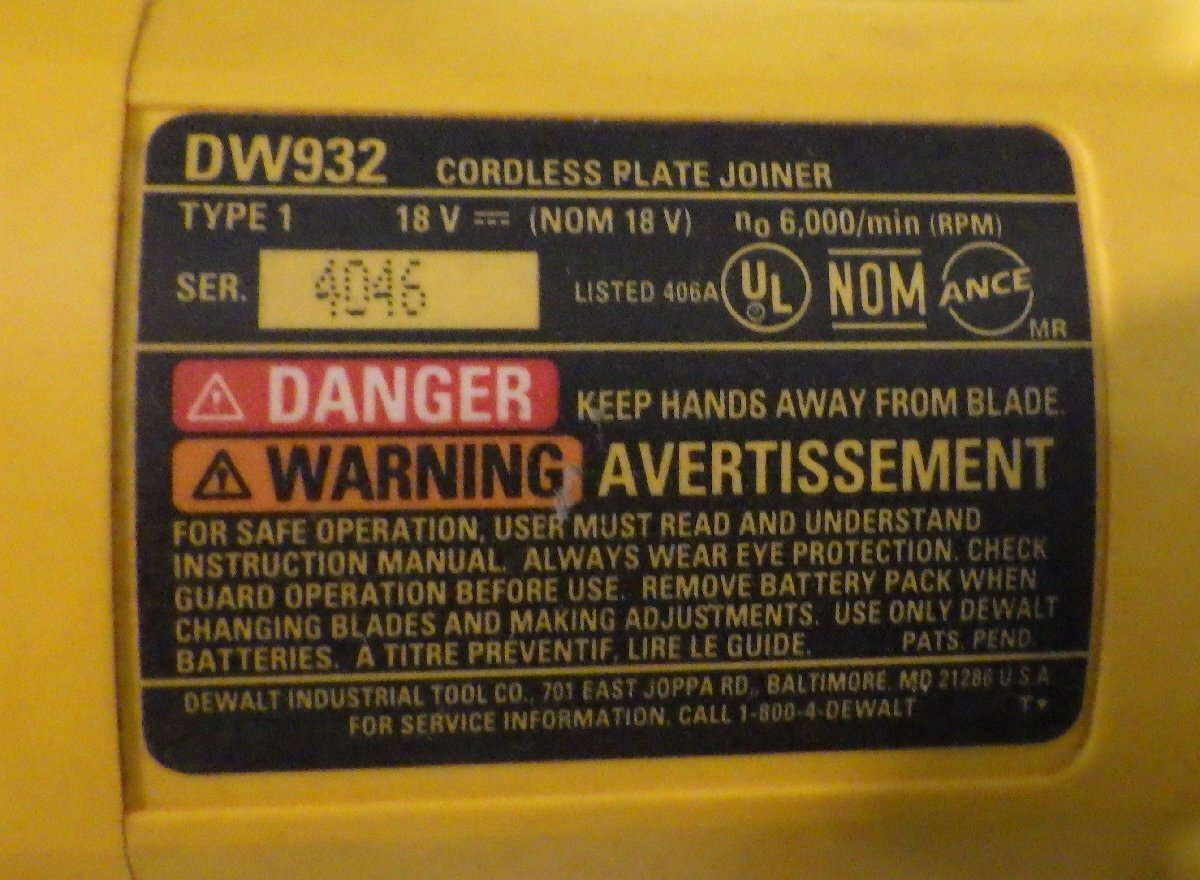 DW932 CORDLESS PLATE JOINER
TYPE 1 18 V ⎓ (NOM 18 V) n₀ 6,000/min (RPM)
SER. 4046 LISTED 406A UL NOM ANCE MR
DANGER KEEP HANDS AWAY FROM BLADE.
WARNING AVERTISSEMENT
FOR SAFE OPERATION, USER MUST READ AND UNDERSTAND
INSTRUCTION MANUAL. ALWAYS WEAR EYE PROTECTION. CHECK
GUARD OPERATION BEFORE USE. REMOVE BATTERY PACK WHEN
CHANGING BLADES AND MAKING ADJUSTMENTS. USE ONLY DEWALT
BATTERIES. A TITRE PREVENTIF, LIRE LE GUIDE. PATS. PEND.
DEWALT INDUSTRIAL TOOL CO., 701 EAST JOPPA RD., BALTIMORE, MD 21286 U S A
FOR SERVICE INFORMATION, CALL 1-800-4-DEWALT T*